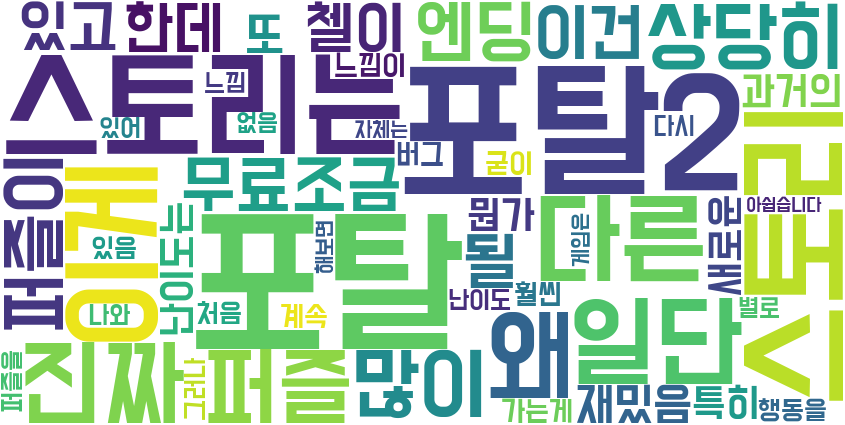 있고 한데 또 첼이 엔딩 이건 상당히
스토리는 느낌 느낌이 포탈2 과거의
있어 없음 자체는 버그 굳이 다시 시리즈
퍼즐이 이게 무료 조금 뭔가 다른 새로운 아쉽습니다
있음 난이도는 포탈 해보면 될 게임은
나와 처음 계속 난이도 훨씬 별로
퍼즐을 진짜 그러나 퍼즐 많이 왜 일단
가는게 재밌음 특히 행동을